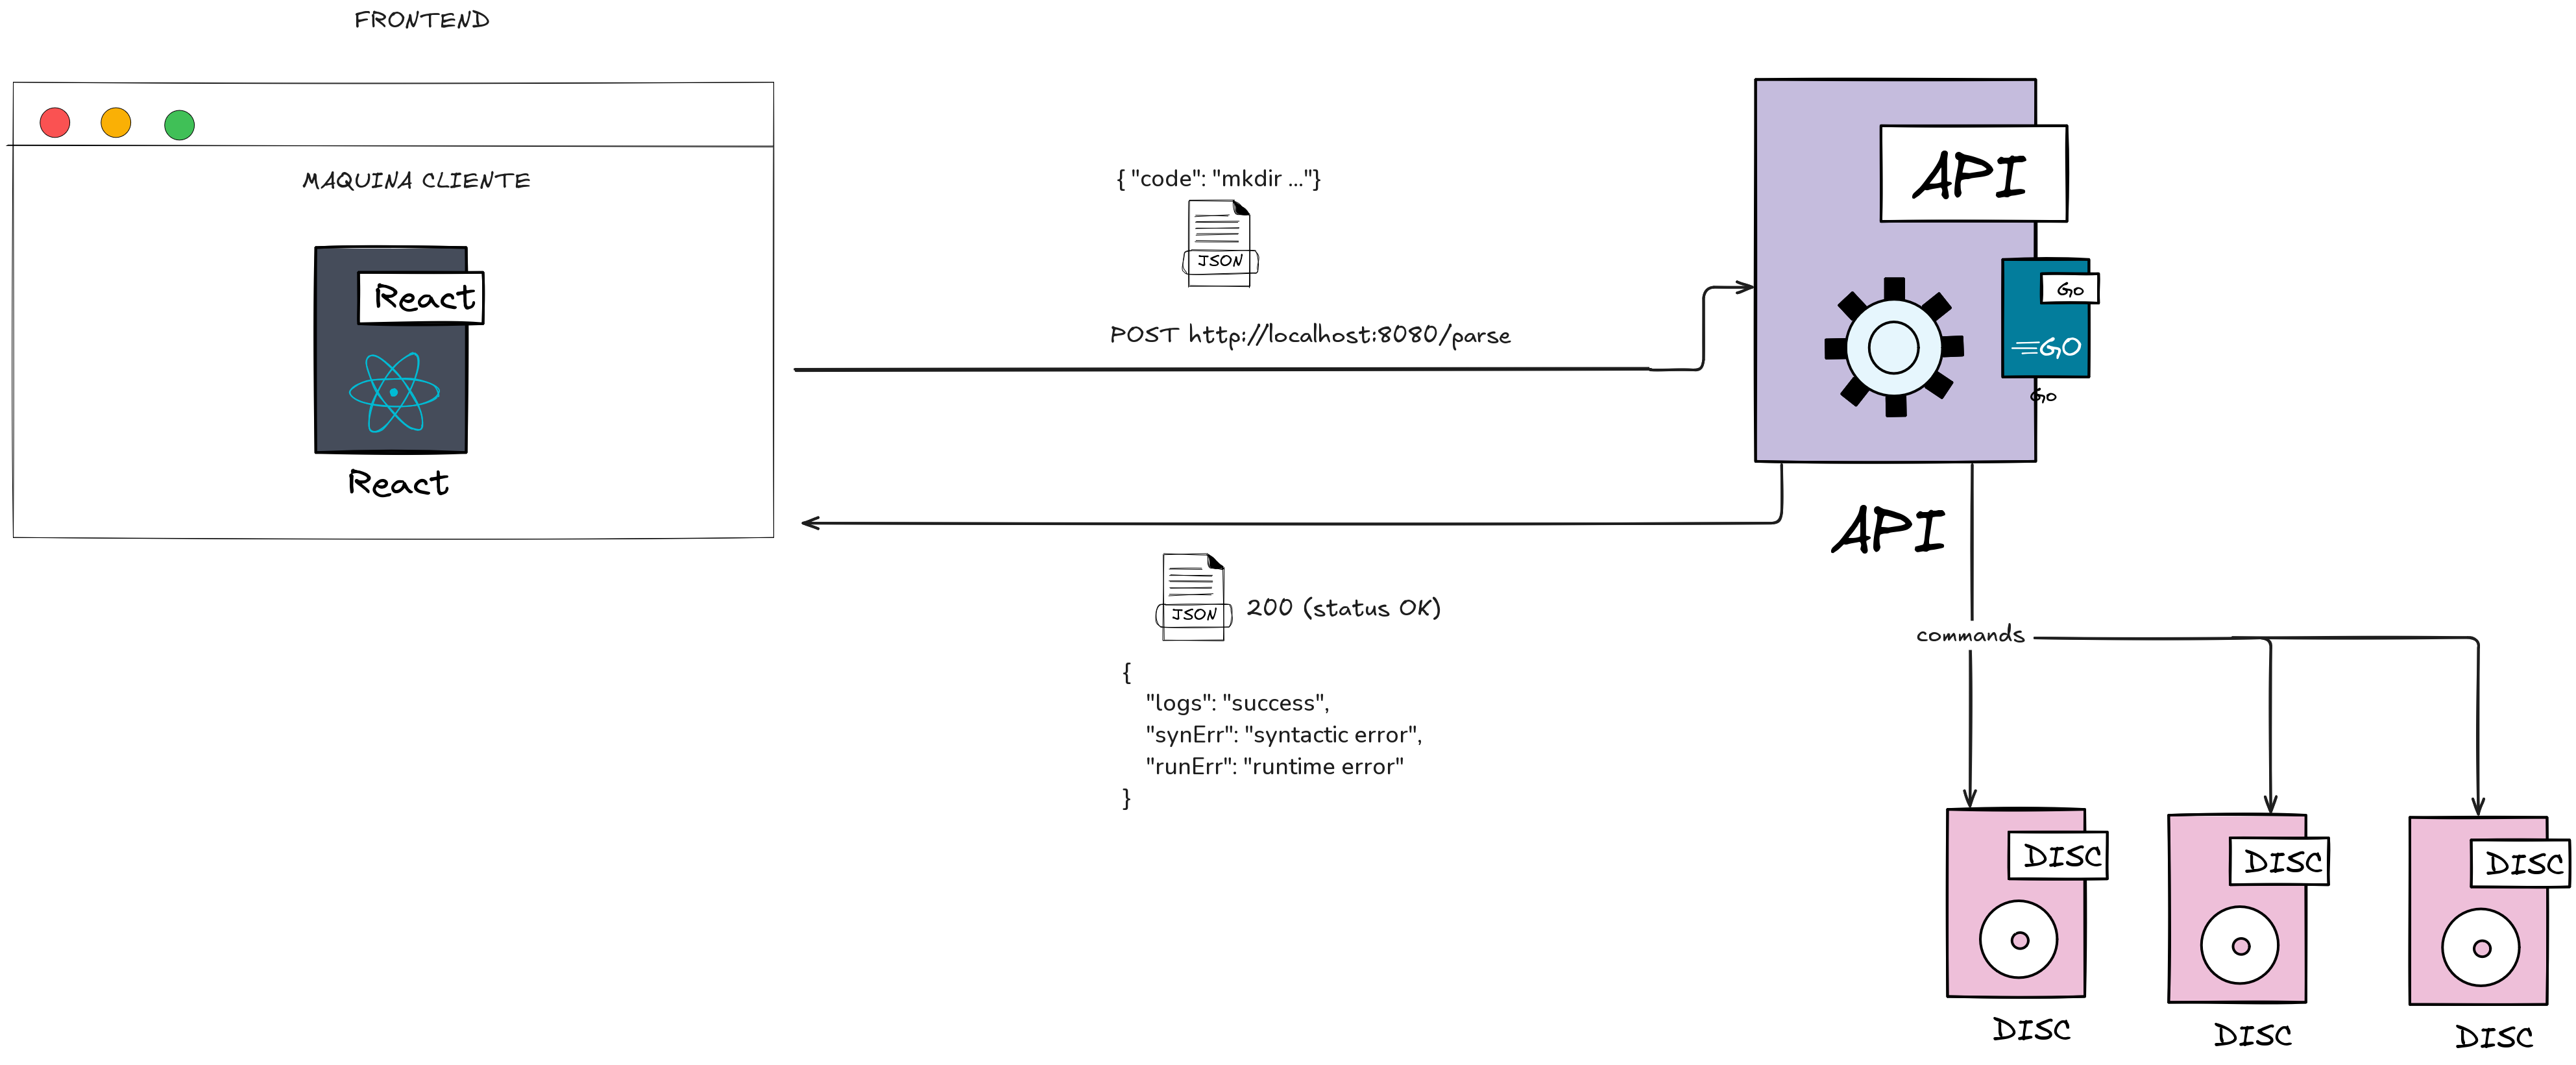 FRONTEND
MAQUINA CLIENTE
React
React
{ "code": "mkdir ..."}
JSON
POST http://localhost:8080/parse
API
Go
GO
Go
API
JSON
200 (status OK)
{
"logs": "success",
"synErr": "syntactic error",
"runErr": "runtime error"
}
commands
DISC
DISC
DISC
DISC
DISC
DISC